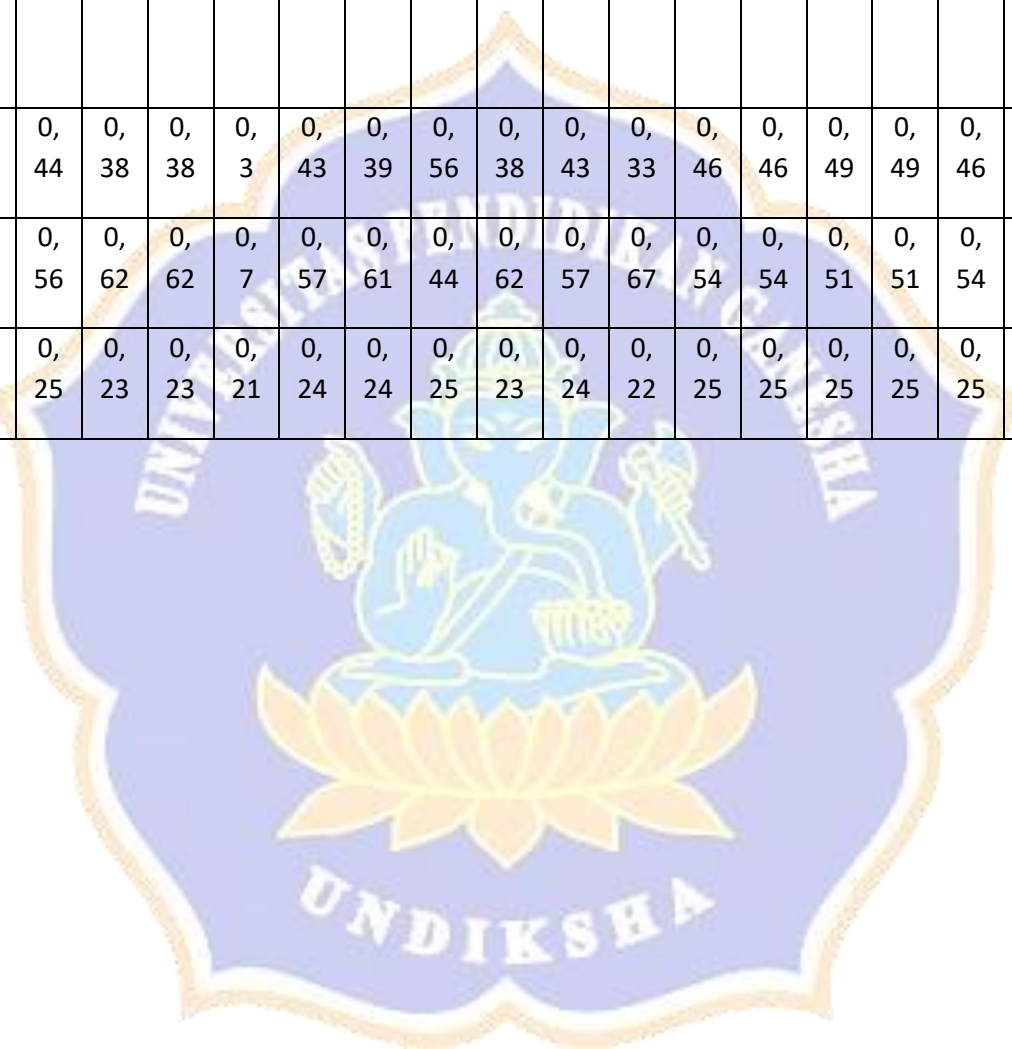 0, 0, 0, 0, 0, 0, 0, 0, 0, 0, 0, 0, 0, 0, 0,
44 38 38 3 43 39 56 38 43 33 46 46 49 49 46
0, 0, 0, 0, 0, 0, 0, 0, 0, 0, 0, 0, 0, 0, 0,
56 62 62 7 57 61 44 62 57 67 54 54 51 51 54
0, 0, 0, 0, 0, 0, 0, 0, 0, 0, 0, 0, 0, 0, 0,
25 23 23 21 24 24 25 23 24 22 25 25 25 25 25
UNIVERSITAS PENDIDIKAN GANESHA
UNDIKSHA